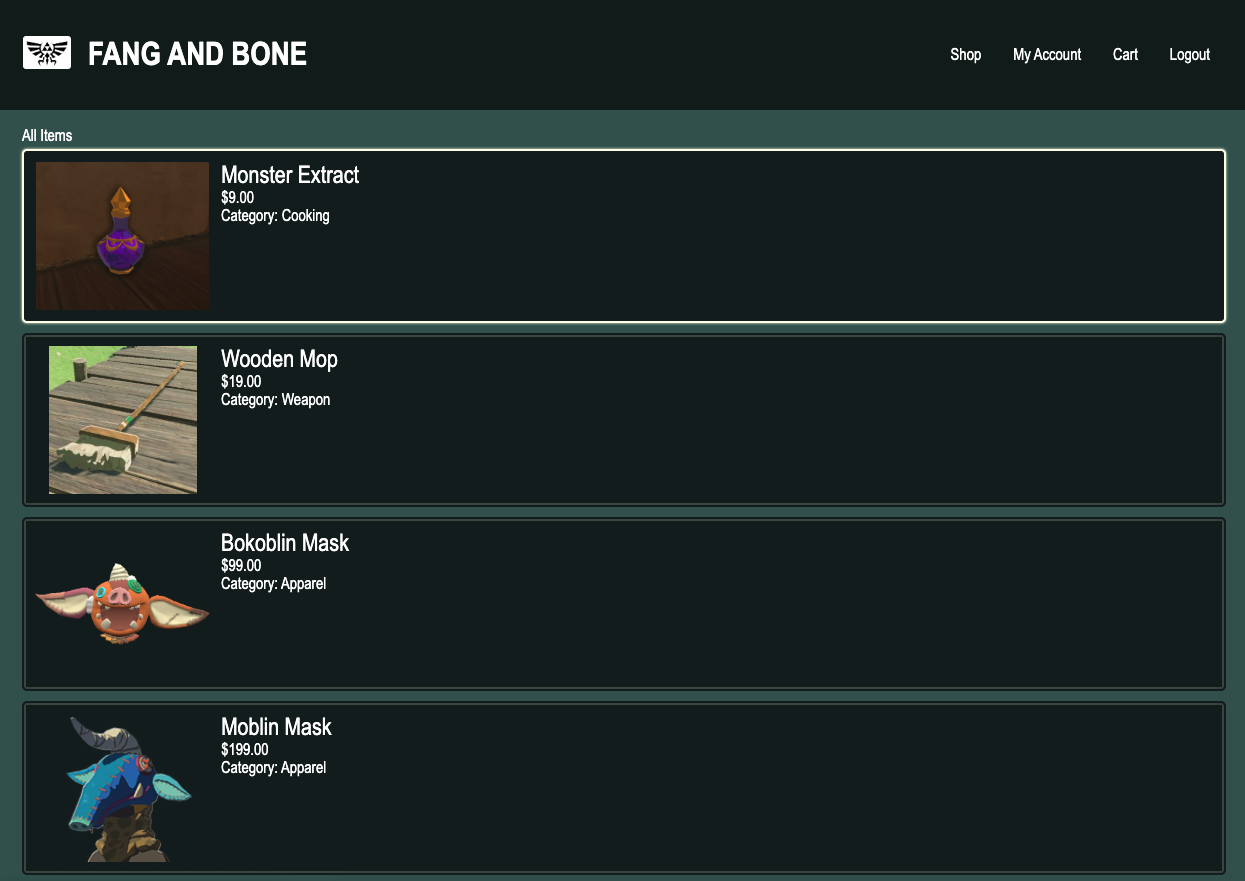 FANG AND BONE
Shop
My Account
Cart
Logout
All Items
Monster Extract
$9.00
Category: Cooking
Wooden Mop
$19.00
Category: Weapon
Bokoblin Mask
$99.00
Category: Apparel
Moblin Mask
$199.00
Category: Apparel